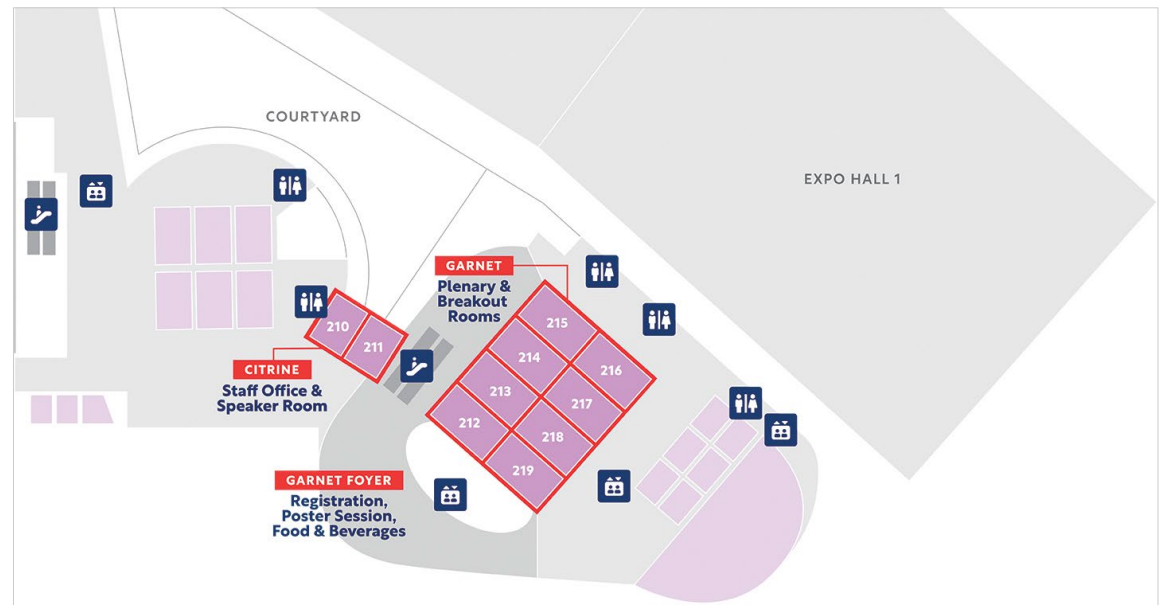 COURTYARD
EXPO HALL 1
GARNET
Plenary &
Breakout
Rooms
215
210
214
211
216
213
217
CITRINE
Staff Office &
Speaker Room
212
218
219
GARNET FOYER
Registration,
Poster Session,
Food & Beverages